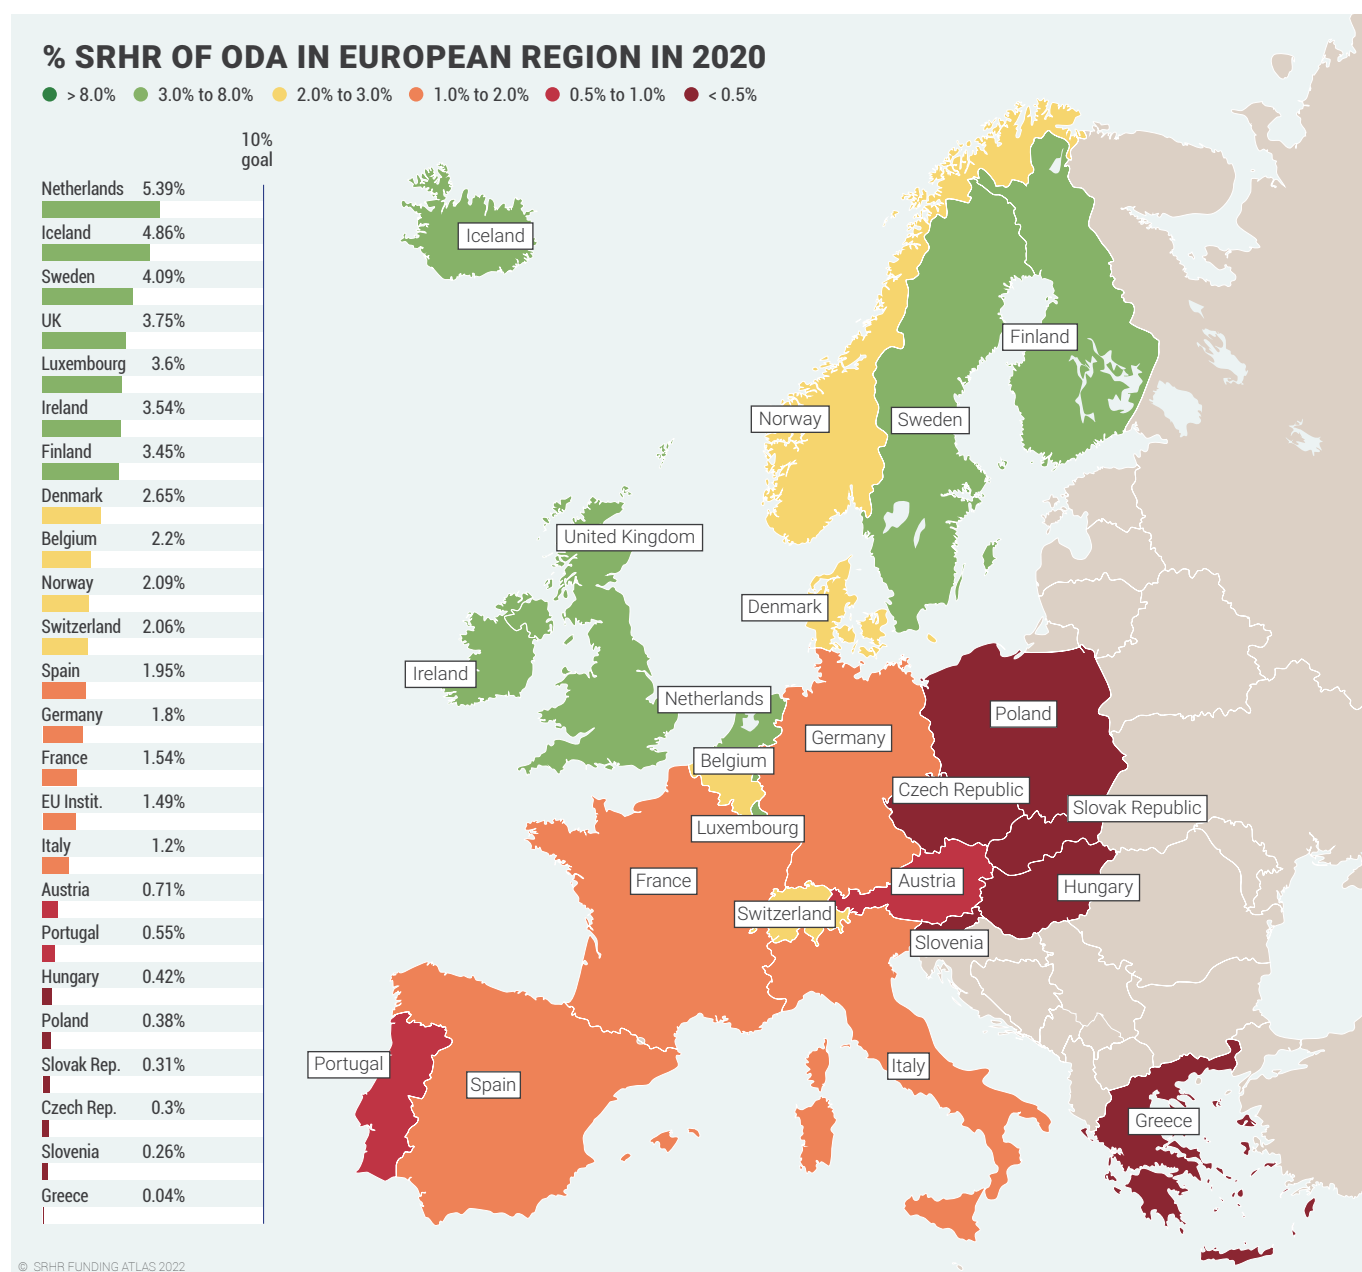 % SRHR OF ODA IN EUROPEAN REGION IN 2020
> 8.0% 3.0% to 8.0% 2.0% to 3.0% 1.0% to 2.0% 0.5% to 1.0% < 0.5%
10%
goal
Netherlands 5.39%
Iceland 4.86%
Sweden 4.09%
UK 3.75%
Luxembourg 3.6%
Ireland 3.54%
Finland 3.45%
Denmark 2.65%
Belgium 2.2%
Norway 2.09%
Switzerland 2.06%
Spain 1.95%
Germany 1.8%
France 1.54%
EU Instit. 1.49%
Italy 1.2%
Austria 0.71%
Portugal 0.55%
Hungary 0.42%
Poland 0.38%
Slovak Rep. 0.31%
Czech Rep. 0.3%
Slovenia 0.26%
Greece 0.04%
Iceland
Finland
Norway
Sweden
United Kingdom
Denmark
Ireland
Netherlands
Poland
Germany
Belgium
Czech Republic
Slovak Republic
Luxembourg
France
Austria
Hungary
Switzerland
Slovenia
Portugal
Italy
Spain
Greece
© SRHR FUNDING ATLAS 2022